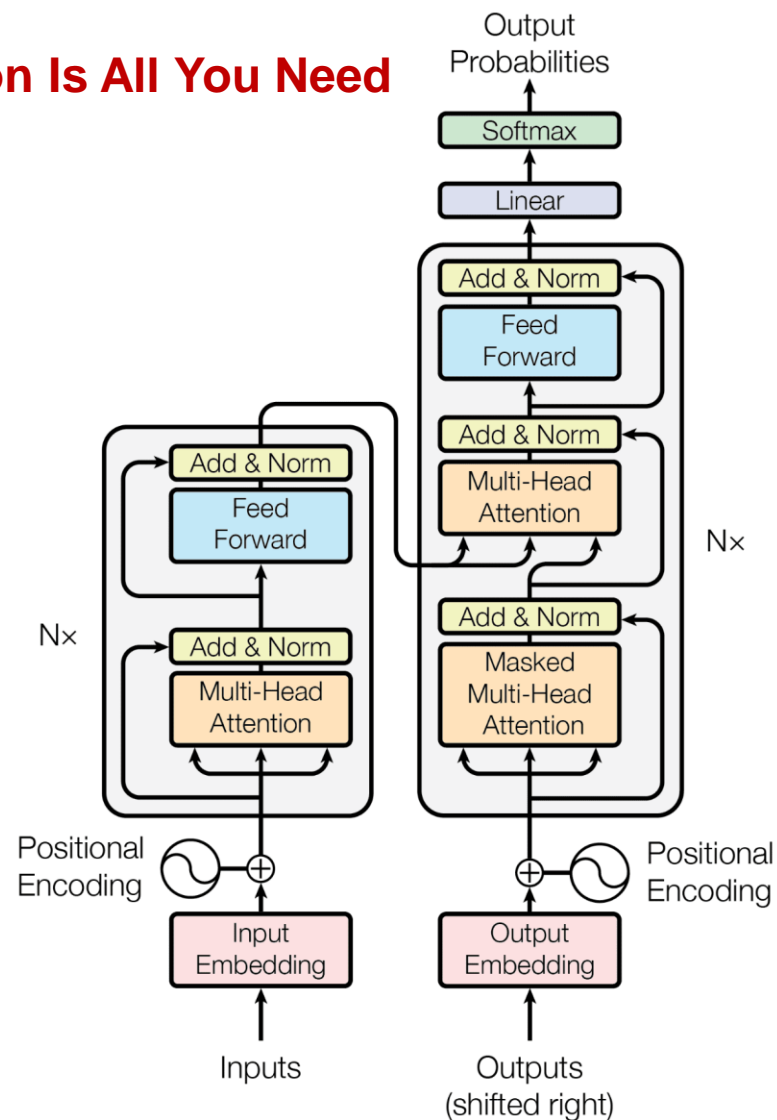 on Is All You Need
Output
Probabilities
Softmax
Linear
Add & Norm
Feed
Forward
Add & Norm
Multi-Head
Attention
Add & Norm
Masked
Multi-Head
Attention
Nx
Add & Norm
Feed
Forward
Add & Norm
Multi-Head
Attention
Nx
Positional
Encoding
Positional
Encoding
Input
Embedding
Output
Embedding
Inputs
Outputs
(shifted right)